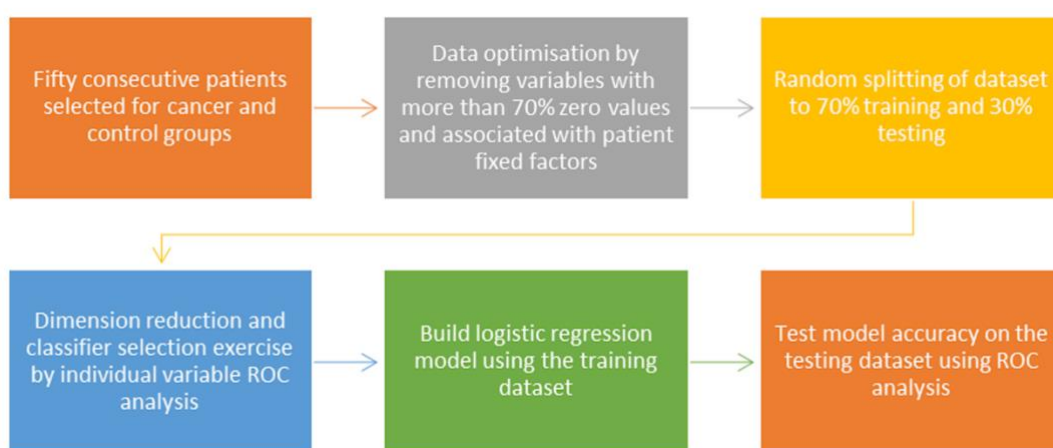 Fifty consecutive patients
selected for cancer and
control groups
Data optimisation by
removing variables with
more than 70% zero values
and associated with patient
fixed factors
Random splitting of dataset
to 70% training and 30%
testing
Dimension reduction and
classifier selection exercise
by individual variable ROC
analysis
Build logistic regression
model using the training
dataset
Test model accuracy on the
testing dataset using ROC
analysis